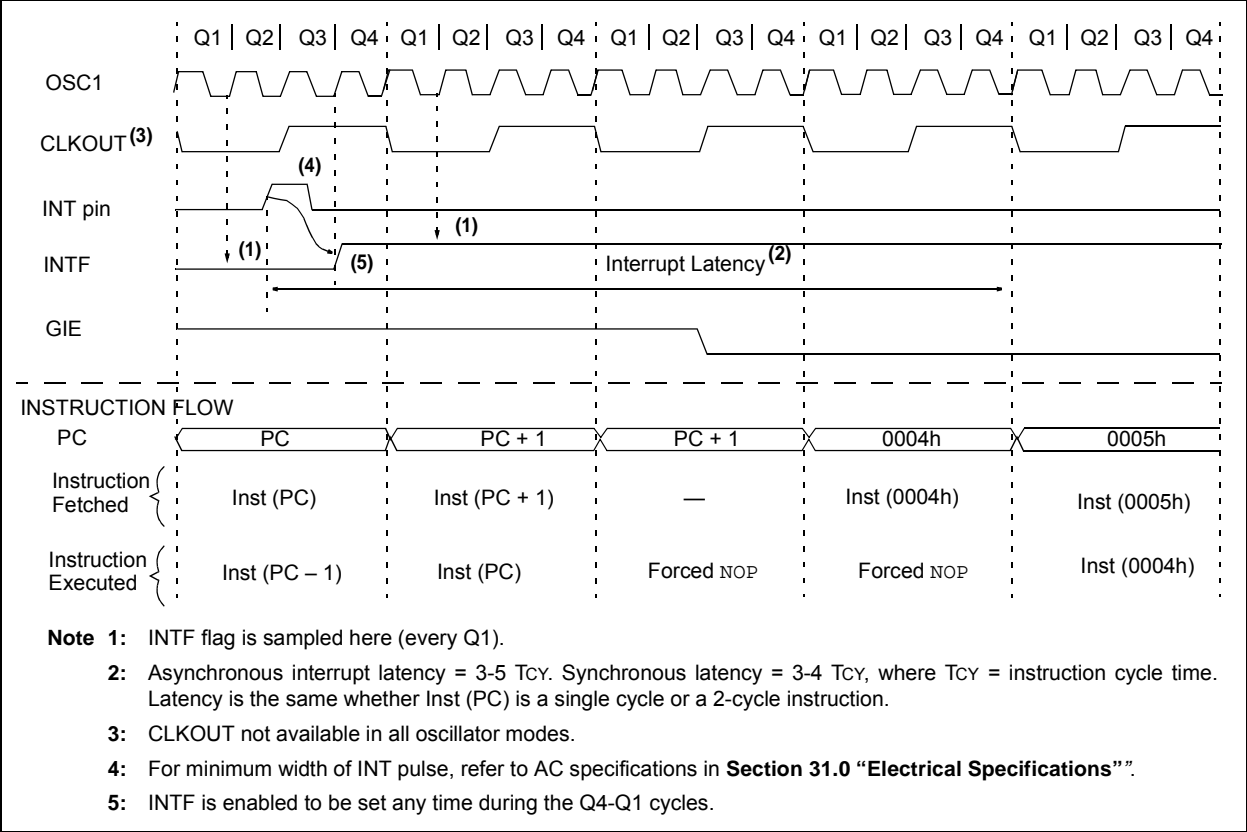 Q1 Q2 Q3 Q4 Q1 Q2 Q3 Q4 Q1 Q2 Q3 Q4 Q1 Q2 Q3 Q4 Q1 Q2 Q3 Q4
OSC1
CLKOUT (3)
(4)
INT pin
(1)
(1)
INTF
(5)
Interrupt Latency (2)
GIE
INSTRUCTION FLOW
PC PC PC + 1 PC + 1 0004h 0005h
Instruction
Fetched
Inst (PC) Inst (PC + 1) — Inst (0004h) Inst (0005h)
Instruction
Executed
Inst (PC – 1) Inst (PC) Forced NOP Forced NOP Inst (0004h)
Note 1: INTF flag is sampled here (every Q1).
2: Asynchronous interrupt latency = 3-5 TCY. Synchronous latency = 3-4 TCY, where TCY = instruction cycle time.
Latency is the same whether Inst (PC) is a single cycle or a 2-cycle instruction.
3: CLKOUT not available in all oscillator modes.
4: For minimum width of INT pulse, refer to AC specifications in Section 31.0 “Electrical Specifications””.
5: INTF is enabled to be set any time during the Q4-Q1 cycles.